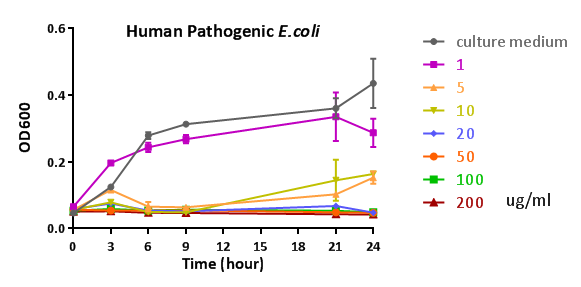 Human Pathogenic E.coli
0.6
0.4
0.2
0.0
OD600
0 3 6 9 12 15 18 21 24
Time (hour)
culture medium
1
5
10
20
50
100
200 ug/ml